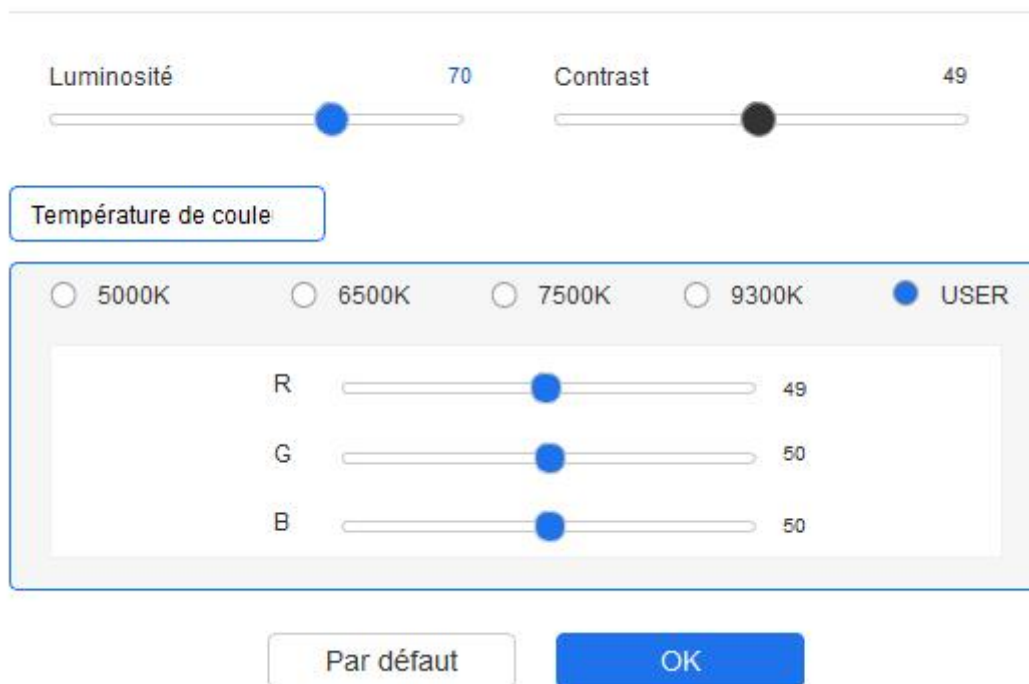 Luminosité 70 Contrast 49
Température de coule
5000K 6500K 7500K 9300K USER
R 49
G 50
B 50
Par défaut OK